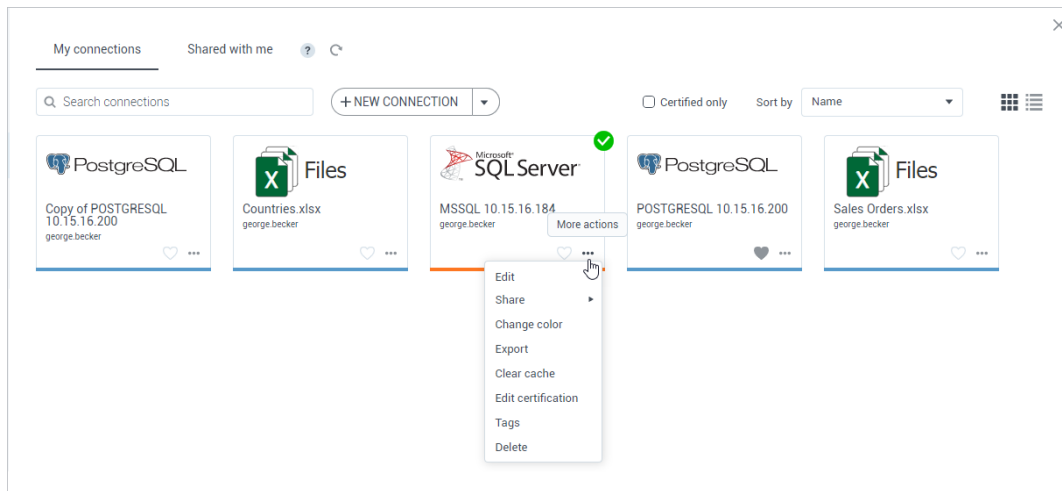 My connections
Shared with me
?
Search connections
+ NEW CONNECTION
Certified only
Sort by
Name
PostgreSQL
Copy of POSTGRESQL
10.15.16.200
george.becker
X
Files
Countries.xlsx
george.becker
Microsoft
SQL Server
MSSQL 10.15.16.184
george.becker
More actions
PostgreSQL
POSTGRESQL 10.15.16.200
george.becker
X
Files
Sales Orders.xlsx
george.becker
Edit
Share
Change color
Export
Clear cache
Edit certification
Tags
Delete